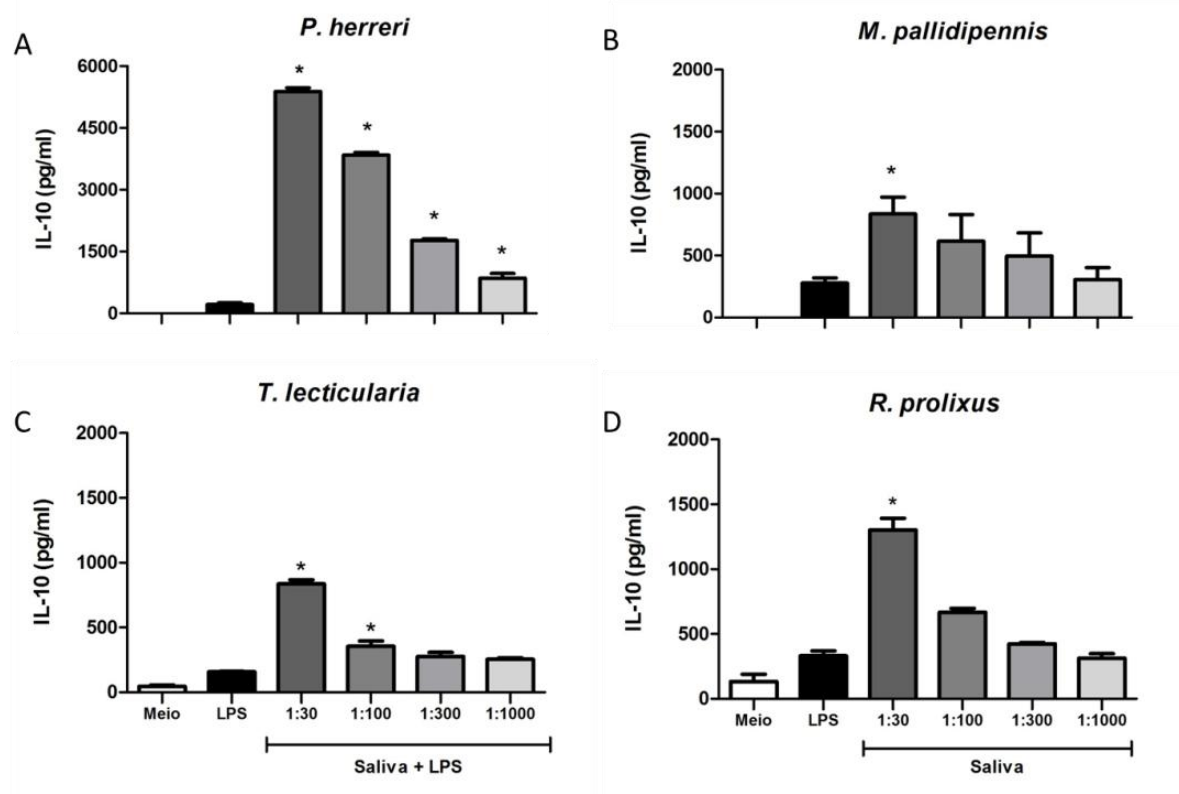 A
P. herreri
IL-10 (pg/ml)
6000
4500
3000
1500
0
*
*
*
*
B
M. pallidipennis
IL-10 (pg/ml)
2000
1500
1000
500
0
*
C
T. lecticularia
IL-10 (pg/ml)
2000
1500
1000
500
0
*
*
Meio LPS 1:30 1:100 1:300 1:1000
Saliva + LPS
D
R. prolixus
IL-10 (pg/ml)
2000
1500
1000
500
0
*
Meio LPS 1:30 1:100 1:300 1:1000
Saliva